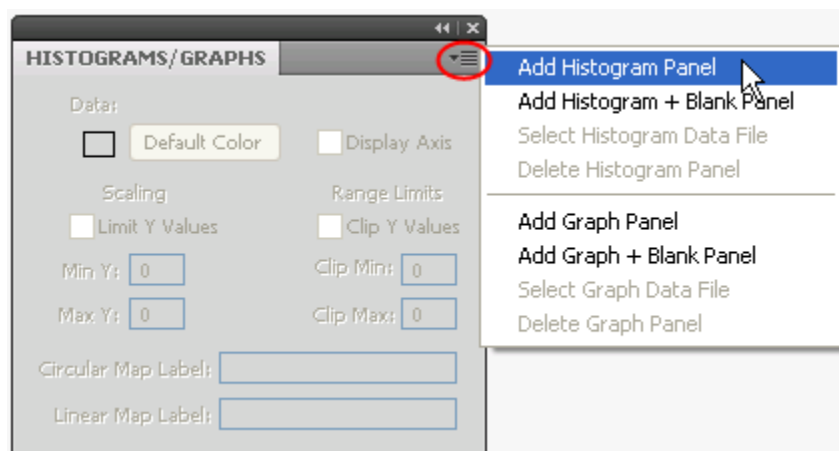 HISTOGRAMS/GRAPHS
Data:
Default Color
Display Axis
Scaling
Range Limits
Limit Y Values
Clip Y Values
Min Y: 0
Clip Min: 0
Max Y: 0
Clip Max: 0
Circular Map Label:
Linear Map Label:
Add Histogram Panel
Add Histogram + Blank Panel
Select Histogram Data File
Delete Histogram Panel
Add Graph Panel
Add Graph + Blank Panel
Select Graph Data File
Delete Graph Panel